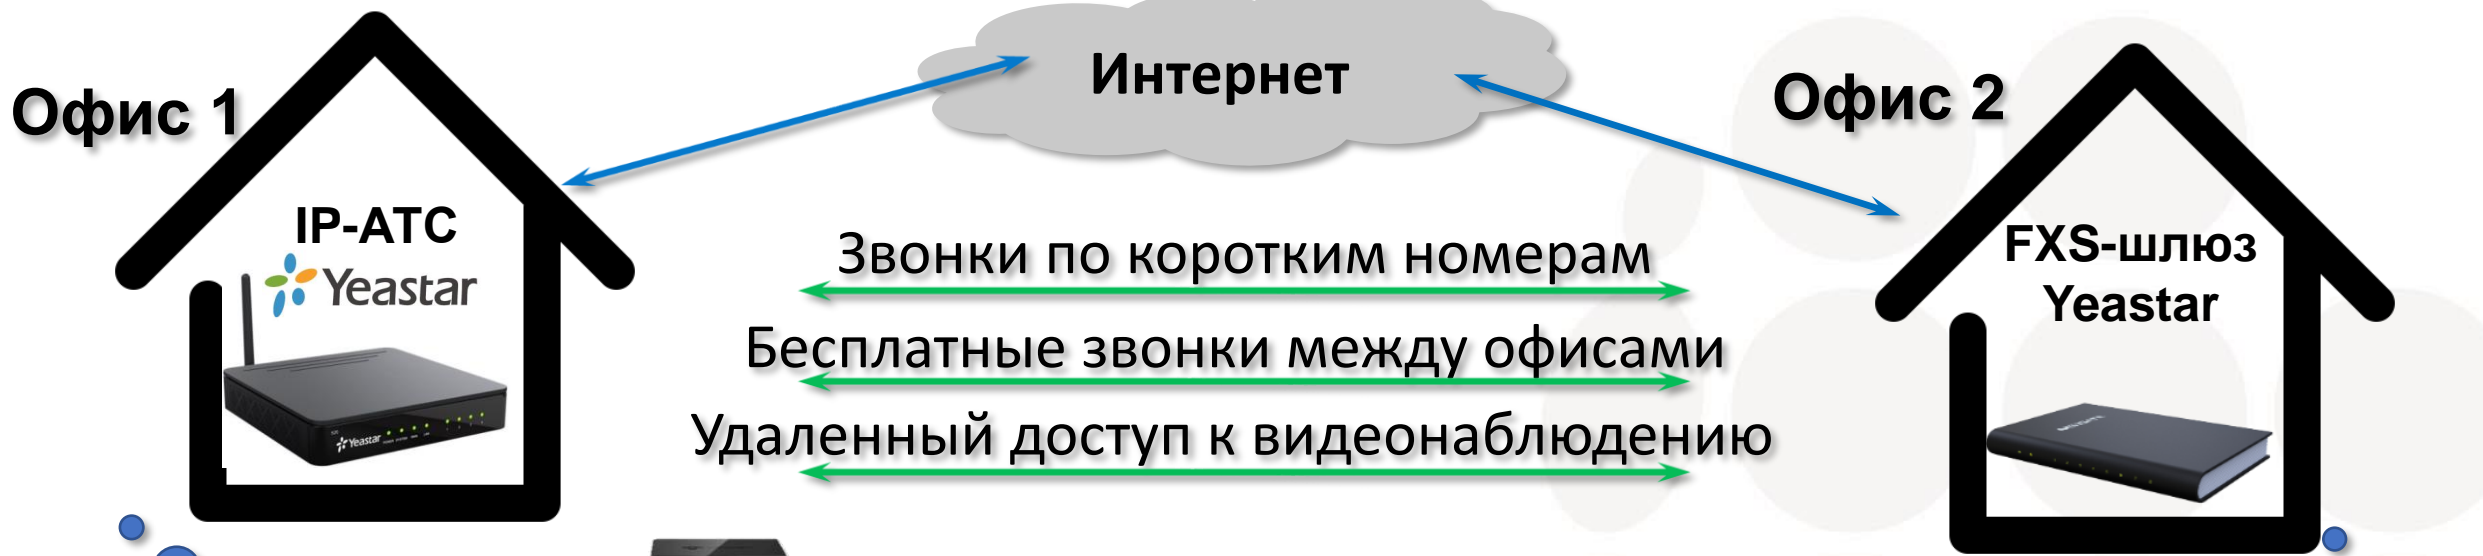 Интернет
Офис 1
Офис 2
IP-АТС
Yeastar
FXS-шлюз
Yeastar
Звонки по коротким номерам
Бесплатные звонки между офисами
Удаленный доступ к видеонаблюдению
Yeastar